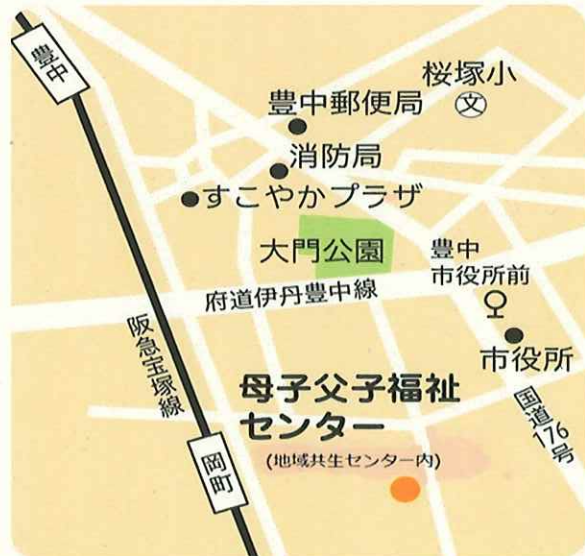 豊中
桜塚小
文
豊中郵便局
消防局
すこやかプラザ
大門公園
豊中
市役所前
府道伊丹豊中線
市役所
阪急宝塚線
母子父子福祉
センター
(地域共生センター内)
国道176号
岡町